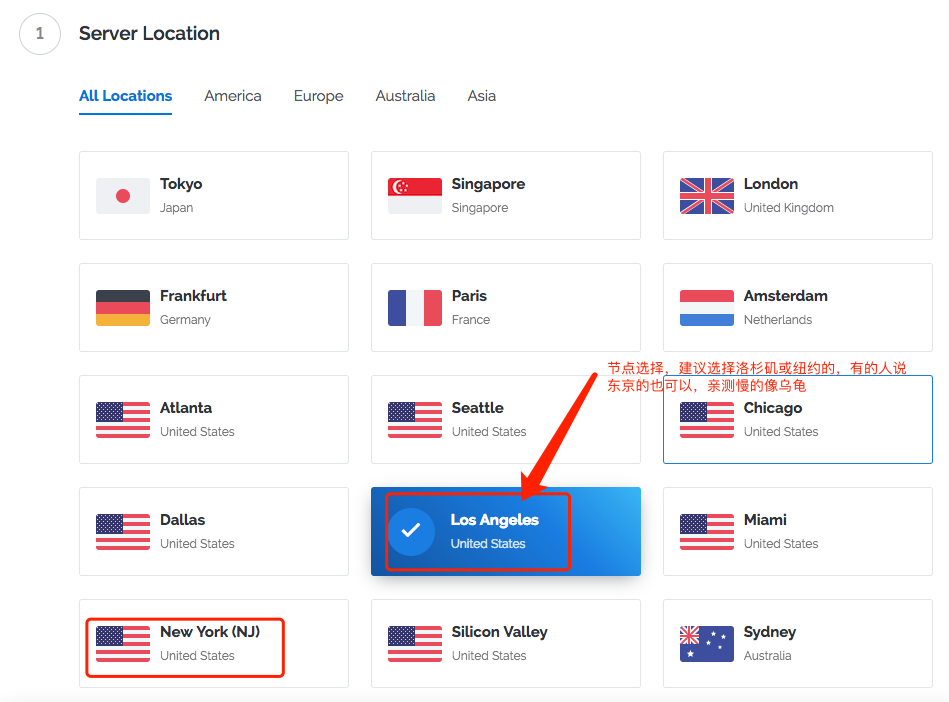 1
Server Location
All Locations
America
Europe
Australia
Asia
Tokyo
Japan
Singapore
Singapore
London
United Kingdom
Frankfurt
Germany
Paris
France
Amsterdam
Netherlands
节点选择，建议选择洛杉矶或纽约的，有的人说
东京的也可以，亲测慢的像乌龟
Atlanta
United States
Seattle
United States
Chicago
United States
Dallas
United States
Los Angeles
United States
Miami
United States
New York (NJ)
United States
Silicon Valley
United States
Sydney
Australia